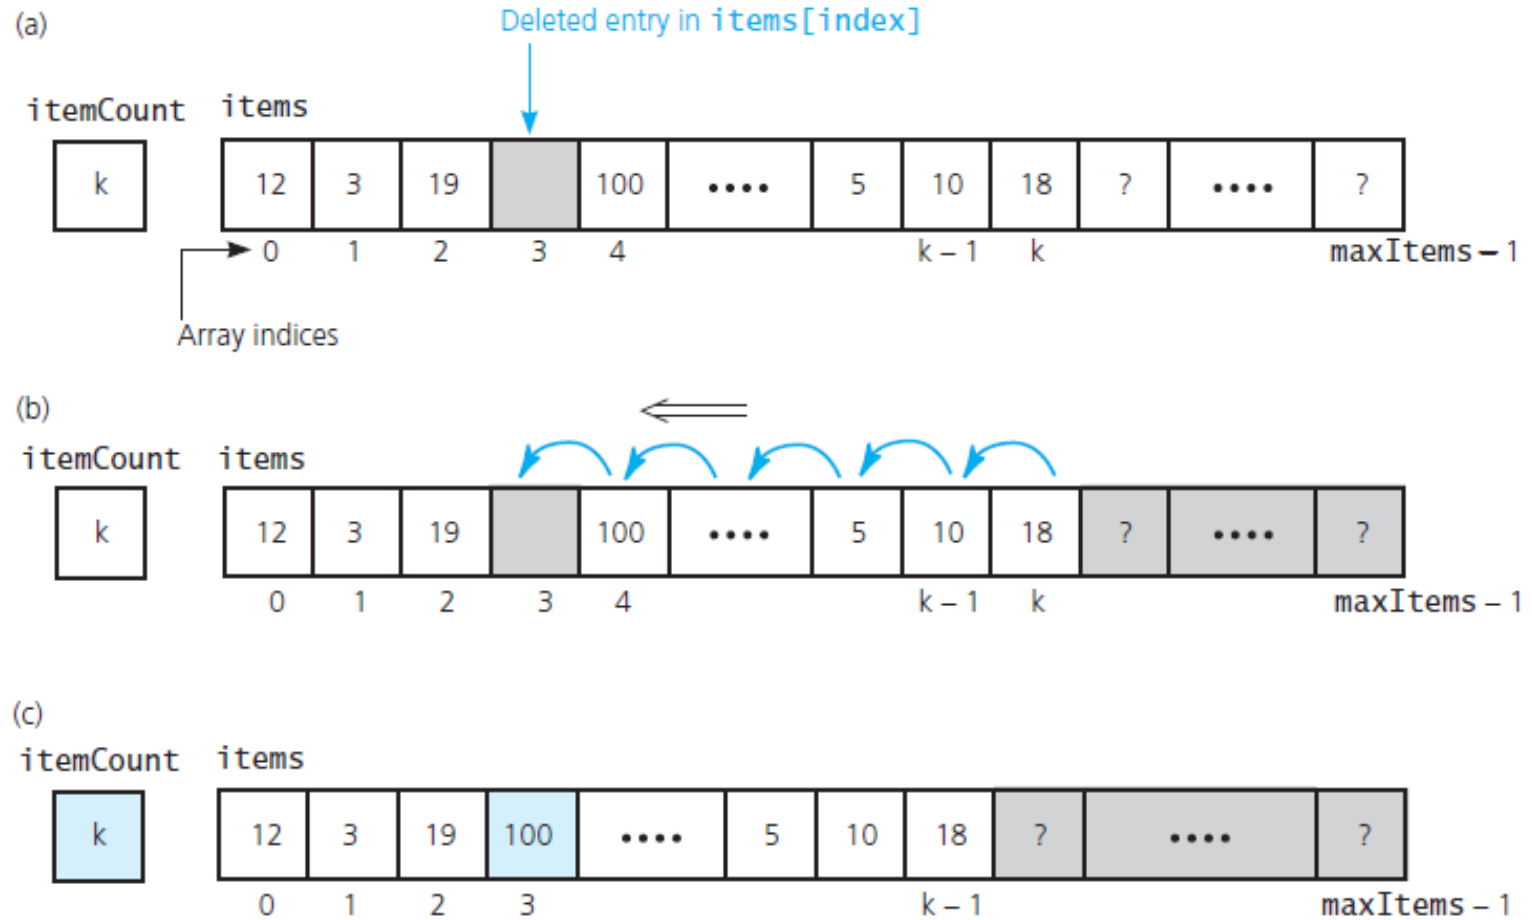 (a)
Deleted entry in items[index]
itemCount items
k 12 3 19 100 •••• 5 10 18 ? •••• ?
0 1 2 3 4 k – 1 k maxItems – 1
Array indices
(b)
itemCount items
k 12 3 19 100 •••• 5 10 18 ? •••• ?
0 1 2 3 4 k – 1 k maxItems – 1
(c)
itemCount items
k 12 3 19 100 •••• 5 10 18 ? •••• ?
0 1 2 3 k – 1 maxItems – 1